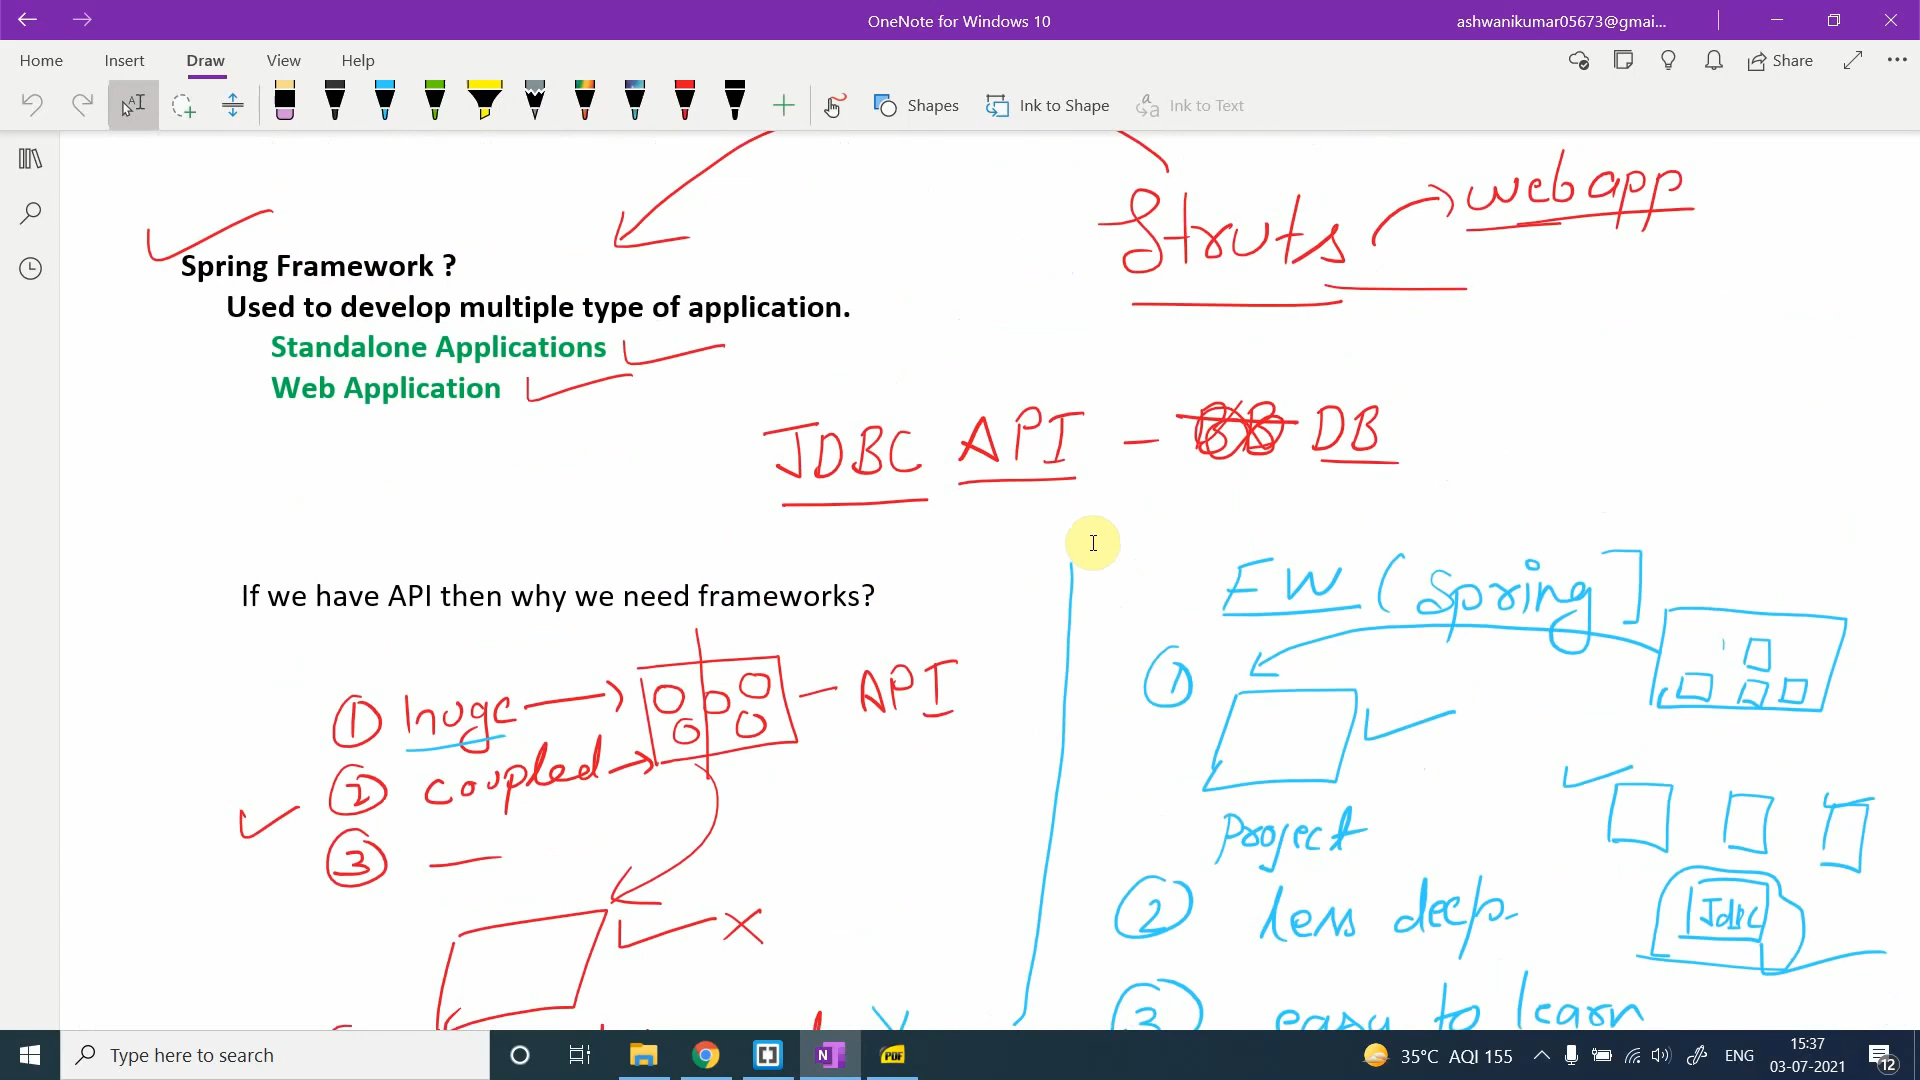 OneNote for Windows 10
ashwanikumar05673@gmai...
Home Insert Draw View Help
Share
Shapes
Ink to Shape
Ink to Text
Struts
web app
Spring Framework ?
Used to develop multiple type of application.
Standalone Applications
Web Application
JDBC API - DB
If we have API then why we need frameworks?
FW (Spring]
① huge
API
② coupled
③ —
①
Project
② less deep.
Jdbc
③ easy to learn
Type here to search
PDF
35°C AQI 155
ENG
15:37
03-07-2021
12